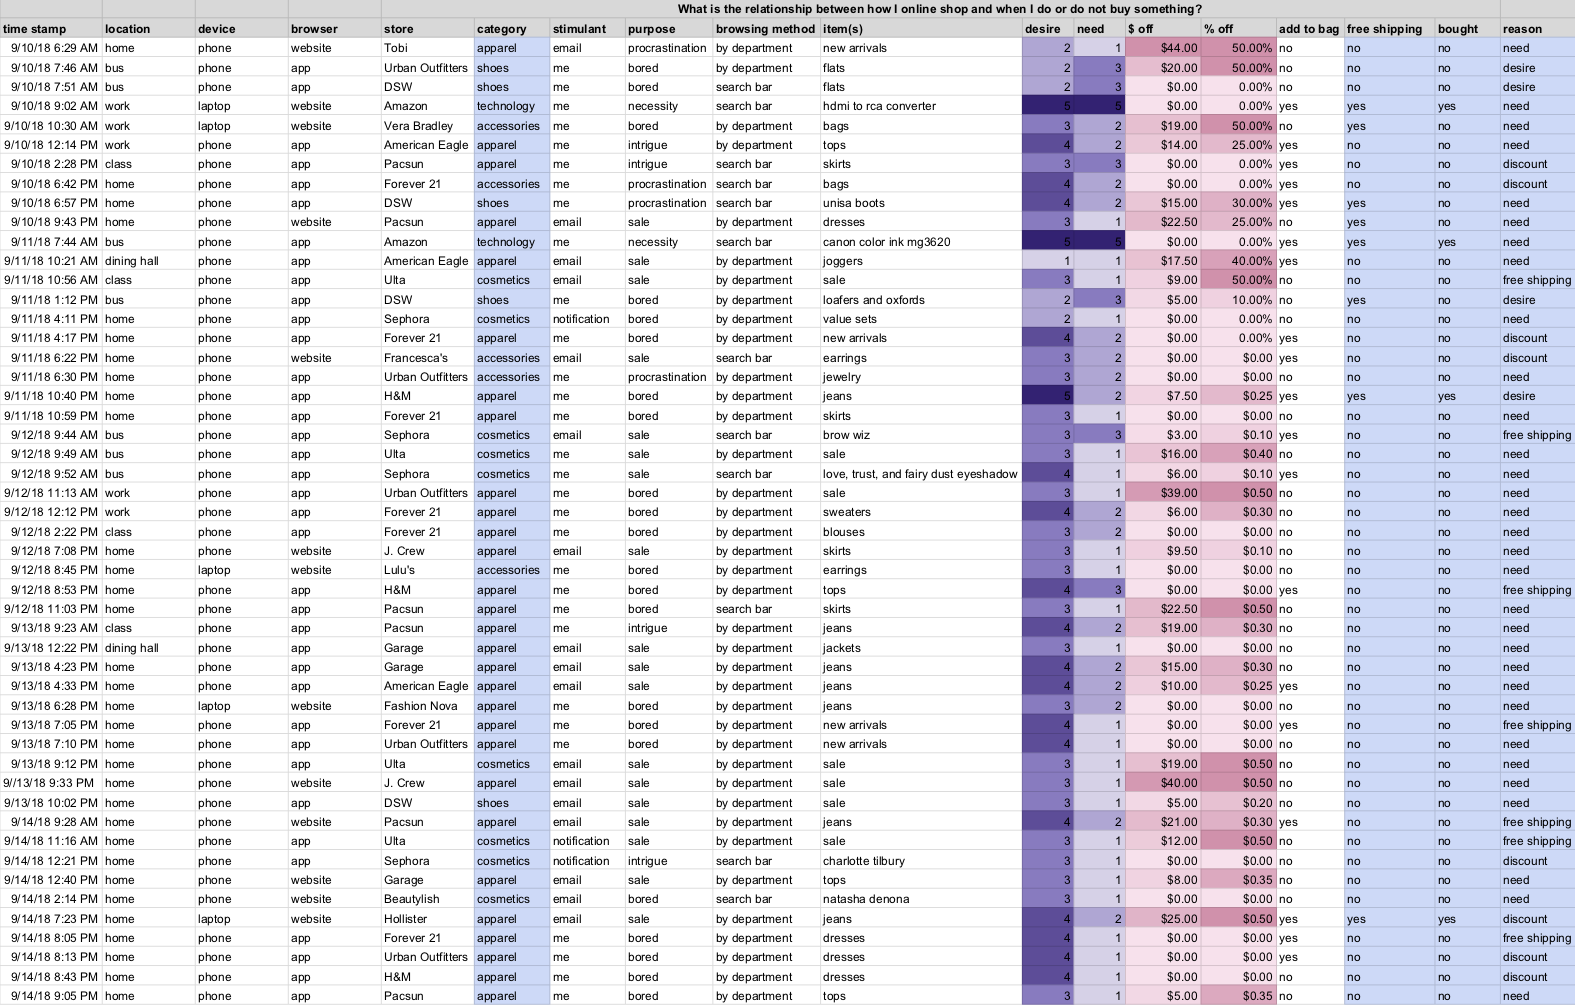 What is the relationship between how I online shop and when I do or do not buy something?
time stamp location device browser store category stimulant purpose browsing method item(s) desire need $ off % off add to bag free shipping bought reason
9/10/18 6:29 AM home phone website Tobi apparel email procrastination by department new arrivals 2 1 $44.00 50.00% no no no need
9/10/18 7:46 AM bus phone app Urban Outfitters shoes me bored by department flats 2 3 $20.00 50.00% no no no desire
9/10/18 7:51 AM bus phone app DSW shoes me bored search bar flats 2 3 $0.00 0.00% no no no desire
9/10/18 9:02 AM work laptop website Amazon technology me necessity search bar hdmi to rca converter 5 5 $0.00 0.00% yes yes yes need
9/10/18 10:30 AM work laptop website Vera Bradley accessories me bored by department bags 3 2 $19.00 50.00% no yes no need
9/10/18 12:14 PM work phone app American Eagle apparel me intrigue by department tops 4 2 $14.00 25.00% yes no no need
9/10/18 2:28 PM class phone app Pacsun apparel me intrigue search bar skirts 3 3 $0.00 0.00% no no no discount
9/10/18 6:42 PM home phone app Forever 21 accessories me procrastination search bar bags 4 2 $0.00 0.00% yes no no discount
9/10/18 6:57 PM home phone app DSW shoes me procrastination search bar unisa boots 4 2 $15.00 30.00% yes yes no need
9/10/18 9:43 PM home phone website Pacsun apparel email sale by department dresses 3 1 $22.50 25.00% no yes no need
9/11/18 7:44 AM bus phone app Amazon technology me necessity search bar canon color ink mg3620 5 5 $0.00 0.00% yes yes yes need
9/11/18 10:21 AM dining hall phone app American Eagle apparel email sale by department joggers 1 1 $17.50 40.00% yes no no need
9/11/18 10:56 AM class phone app Ulta cosmetics email sale by department sale 3 1 $9.00 50.00% no no no free shipping
9/11/18 1:12 PM bus phone app DSW shoes me bored by department loafers and oxfords 2 3 $5.00 10.00% no yes no desire
9/11/18 4:11 PM home phone app Sephora cosmetics notification bored by department value sets 2 1 $0.00 0.00% no no no need
9/11/18 4:17 PM home phone app Forever 21 apparel me bored by department new arrivals 4 2 $0.00 0.00% yes no no discount
9/11/18 6:22 PM home phone website Francesca's accessories email sale search bar earrings 3 2 $0.00 $0.00 yes no no discount
9/11/18 6:30 PM home phone app Urban Outfitters accessories me procrastination by department jewelry 3 2 $0.00 $0.00 no no no need
9/11/18 10:40 PM home phone app H&M apparel me bored by department jeans 5 2 $7.50 $0.25 yes yes yes desire
9/11/18 10:59 PM home phone app Forever 21 apparel me bored by department skirts 3 1 $0.00 $0.00 no no no need
9/12/18 9:44 AM bus phone app Sephora cosmetics email sale search bar brow wiz 3 3 $3.00 $0.10 yes no no free shipping
9/12/18 9:49 AM bus phone app Ulta cosmetics me sale by department sale 3 1 $16.00 $0.40 no no no need
9/12/18 9:52 AM bus phone app Sephora cosmetics me sale search bar love, trust, and fairy dust eyeshadow 4 1 $6.00 $0.10 yes no no need
9/12/18 11:13 AM work phone app Urban Outfitters apparel me bored by department sale 3 1 $39.00 $0.50 no no no need
9/12/18 12:12 PM work phone app Forever 21 apparel me bored by department sweaters 4 2 $6.00 $0.30 no no no need
9/12/18 2:22 PM class phone app Forever 21 apparel me bored by department blouses 3 2 $0.00 $0.00 no no no need
9/12/18 7:08 PM home phone website J. Crew apparel email sale by department skirts 3 1 $9.50 $0.10 no no no need
9/12/18 8:45 PM home laptop website Lulu's accessories me bored by department earrings 3 1 $0.00 $0.00 no no no need
9/12/18 8:53 PM home phone app H&M apparel me bored by department tops 4 3 $0.00 $0.00 yes no no free shipping
9/12/18 11:03 PM home phone app Pacsun apparel me bored search bar skirts 3 1 $22.50 $0.50 no no no need
9/13/18 9:23 AM class phone app Pacsun apparel me intrigue by department jeans 4 2 $19.00 $0.30 no no no need
9/13/18 12:22 PM dining hall phone app Garage apparel email sale by department jackets 3 1 $0.00 $0.00 no no no need
9/13/18 4:23 PM home phone app Garage apparel email sale by department jeans 4 2 $15.00 $0.30 no no no need
9/13/18 4:33 PM home phone app American Eagle apparel email sale by department jeans 4 2 $10.00 $0.25 yes no no need
9/13/18 6:28 PM home laptop website Fashion Nova apparel me bored by department jeans 3 2 $0.00 $0.00 no no no need
9/13/18 7:05 PM home phone app Forever 21 apparel me bored by department new arrivals 4 1 $0.00 $0.00 yes no no free shipping
9/13/18 7:10 PM home phone app Urban Outfitters apparel me bored by department new arrivals 4 1 $0.00 $0.00 no no no need
9/13/18 9:12 PM home phone app Ulta cosmetics email sale by department sale 3 1 $19.00 $0.50 no no no need
9//13/18 9:33 PM home phone website J. Crew apparel email sale by department sale 3 1 $40.00 $0.50 no no no need
9/13/18 10:02 PM home phone app DSW shoes email sale by department sale 3 1 $5.00 $0.20 no no no need
9/14/18 9:28 AM home phone website Pacsun apparel email sale by department jeans 4 2 $21.00 $0.30 yes no no free shipping
9/14/18 11:16 AM home phone app Ulta cosmetics notification sale by department sale 3 1 $12.00 $0.50 no no no free shipping
9/14/18 12:21 PM home phone app Sephora cosmetics notification intrigue search bar charlotte tilbury 3 1 $0.00 $0.00 no no no discount
9/14/18 12:40 PM home phone website Garage apparel email sale by department tops 3 1 $8.00 $0.35 no no no need
9/14/18 2:14 PM home phone website Beautylish cosmetics email bored search bar natasha denona 3 1 $0.00 $0.00 no no no need
9/14/18 7:23 PM home laptop website Hollister apparel email sale by department jeans 4 2 $25.00 $0.50 yes yes yes discount
9/14/18 8:05 PM home phone app Forever 21 apparel me bored by department dresses 4 1 $0.00 $0.00 yes no no free shipping
9/14/18 8:13 PM home phone app Urban Outfitters apparel me bored by department dresses 4 1 $0.00 $0.00 yes no no discount
9/14/18 8:43 PM home phone app H&M apparel me bored by department dresses 4 1 $0.00 $0.00 no no no discount
9/14/18 9:05 PM home phone app Pacsun apparel me bored by department tops 3 1 $5.00 $0.35 no no no need